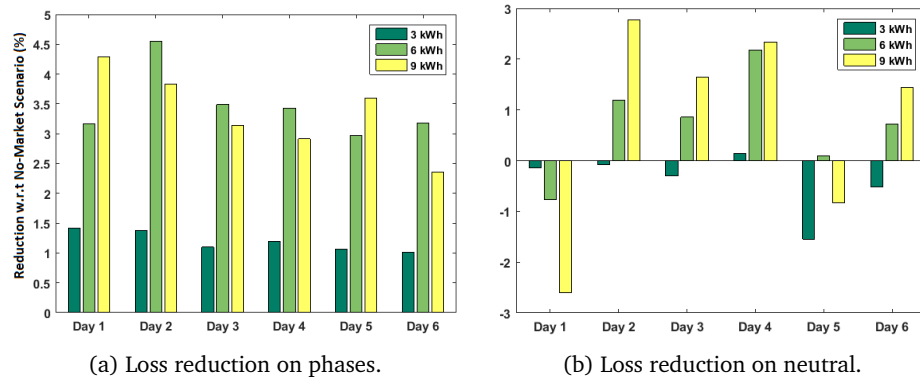 Reduction w.r.t No-Market Scenario (%)
5
4.5
4
3.5
3
2.5
2
1.5
1
0.5
0
3 kWh
6 kWh
9 kWh
Day 1 Day 2 Day 3 Day 4 Day 5 Day 6
(a) Loss reduction on phases.
3
2
1
0
-1
-2
-3
3 kWh
6 kWh
9 kWh
Day 1 Day 2 Day 3 Day 4 Day 5 Day 6
(b) Loss reduction on neutral.